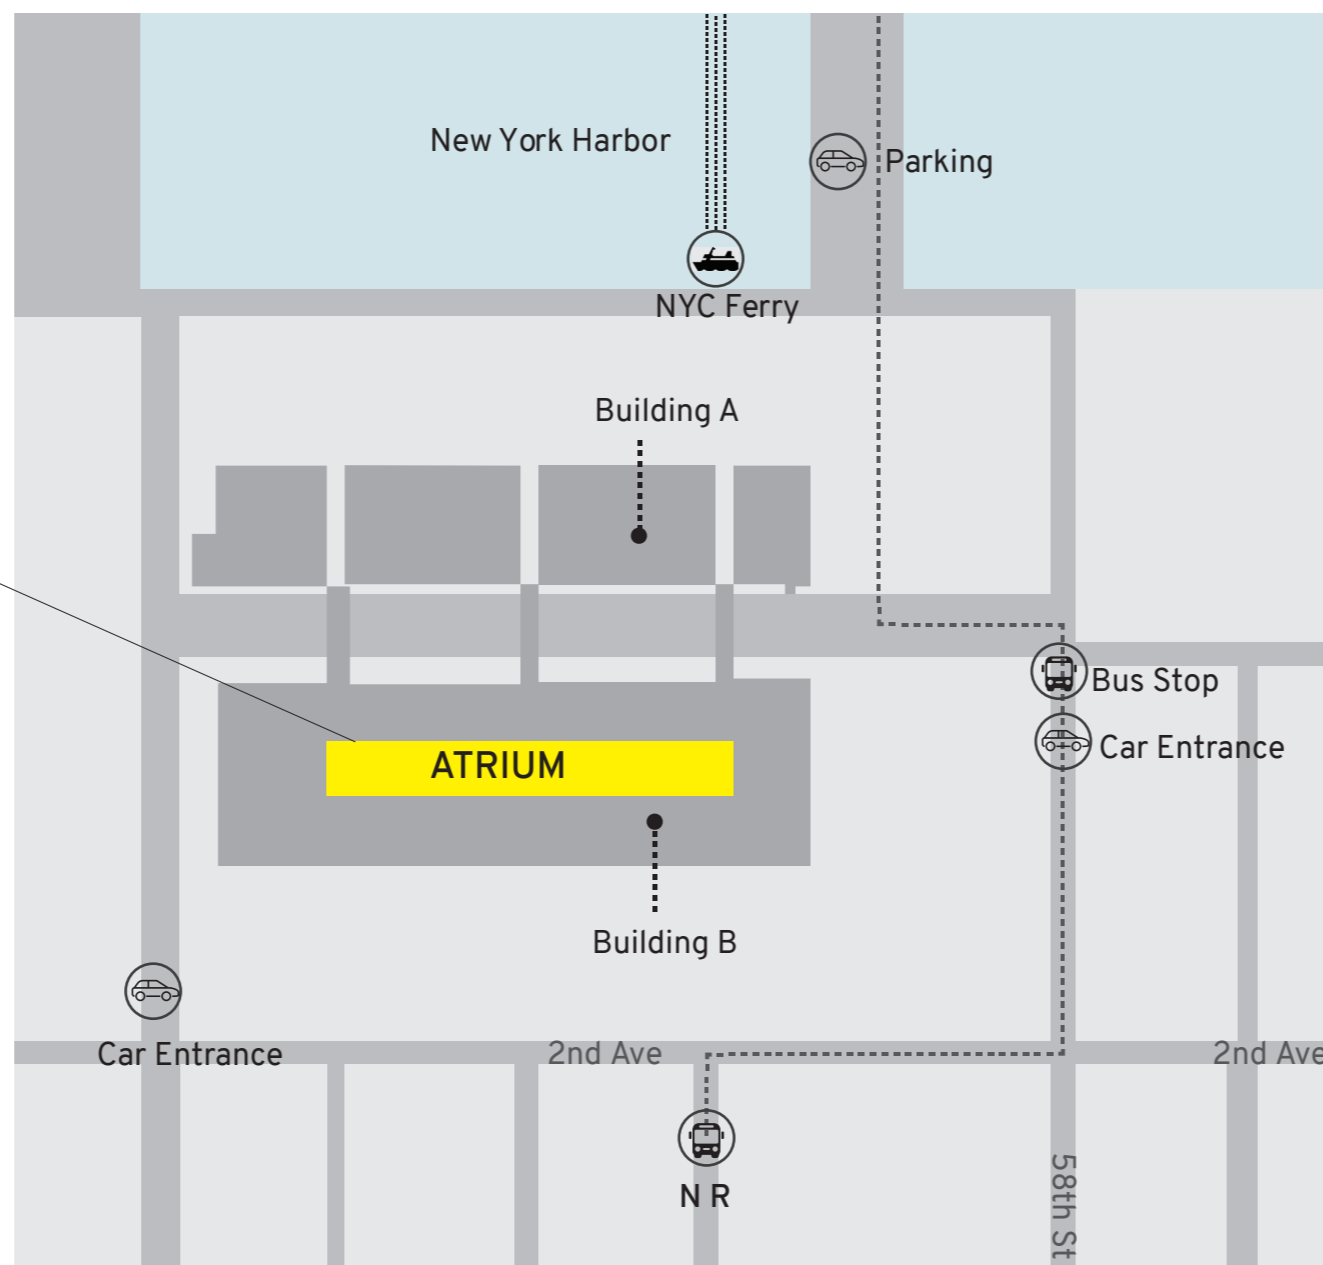 New York Harbor
Parking
NYC Ferry
Building A
Bus Stop
Car Entrance
ATRIUM
Building B
Car Entrance
2nd Ave
2nd Ave
N R
58th St